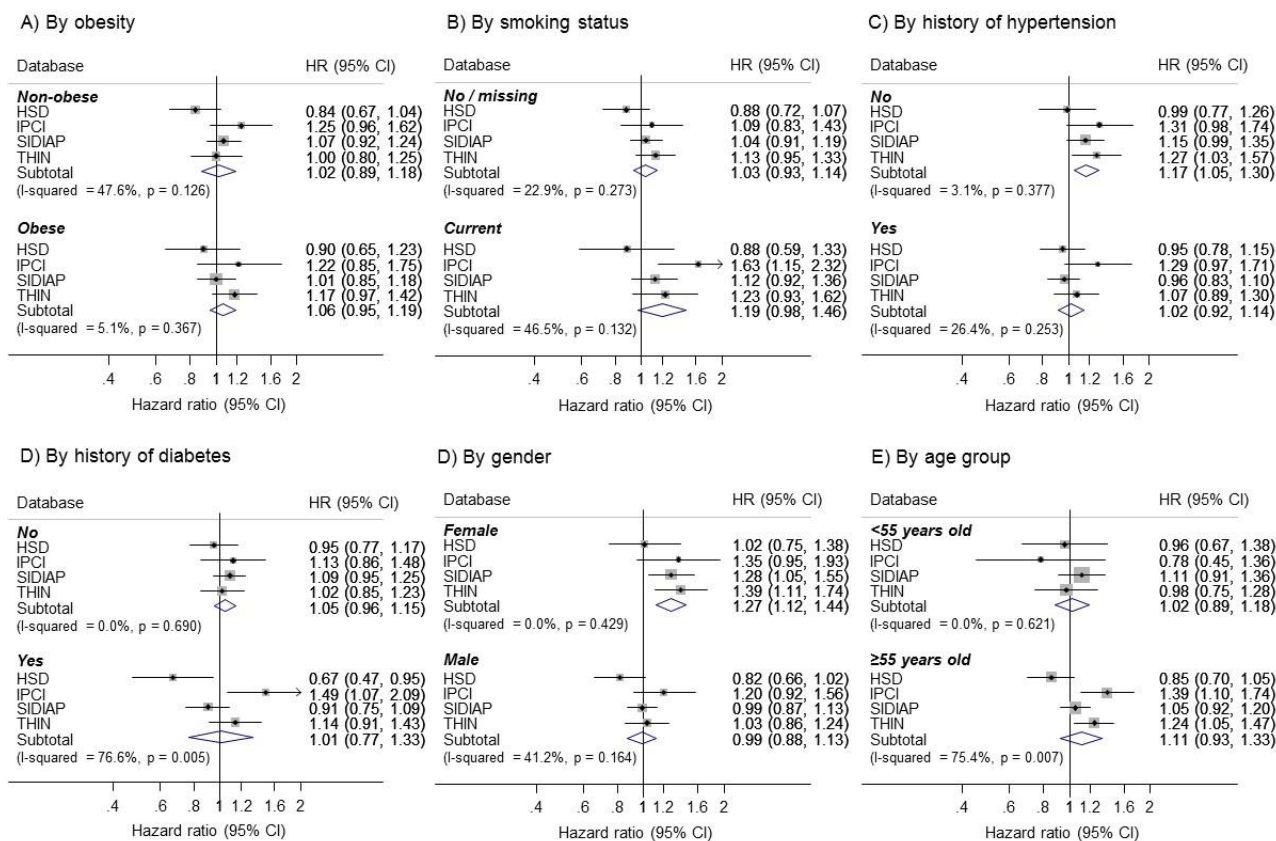 A) By obesity
Database HR (95% CI)
Non-obese
HSD 0.84 (0.67, 1.04)
IPCI 1.25 (0.96, 1.62)
SIDIAP 1.07 (0.92, 1.24)
THIN 1.00 (0.80, 1.25)
Subtotal 1.02 (0.89, 1.18)
(I-squared = 47.6%, p = 0.126)
Obese
HSD 0.90 (0.65, 1.23)
IPCI 1.22 (0.85, 1.75)
SIDIAP 1.01 (0.85, 1.18)
THIN 1.17 (0.97, 1.42)
Subtotal 1.06 (0.95, 1.19)
(I-squared = 5.1%, p = 0.367)
.4 .6 .8 1 1.2 1.6 2
Hazard ratio (95% CI)
B) By smoking status
Database HR (95% CI)
No / missing
HSD 0.88 (0.72, 1.07)
IPCI 1.09 (0.83, 1.43)
SIDIAP 1.04 (0.91, 1.19)
THIN 1.13 (0.95, 1.33)
Subtotal 1.03 (0.93, 1.14)
(I-squared = 22.9%, p = 0.273)
Current
HSD 0.88 (0.59, 1.33)
IPCI 1.63 (1.15, 2.32)
SIDIAP 1.12 (0.92, 1.36)
THIN 1.23 (0.93, 1.62)
Subtotal 1.19 (0.98, 1.46)
(I-squared = 46.5%, p = 0.132)
.4 .6 .8 1 1.2 1.6 2
Hazard ratio (95% CI)
C) By history of hypertension
Database HR (95% CI)
No
HSD 0.99 (0.77, 1.26)
IPCI 1.31 (0.98, 1.74)
SIDIAP 1.15 (0.99, 1.35)
THIN 1.27 (1.03, 1.57)
Subtotal 1.17 (1.05, 1.30)
(I-squared = 3.1%, p = 0.377)
Yes
HSD 0.95 (0.78, 1.15)
IPCI 1.29 (0.97, 1.71)
SIDIAP 0.96 (0.83, 1.10)
THIN 1.07 (0.89, 1.30)
Subtotal 1.02 (0.92, 1.14)
(I-squared = 26.4%, p = 0.253)
.4 .6 .8 1 1.2 1.6 2
Hazard ratio (95% CI)
D) By history of diabetes
Database HR (95% CI)
No
HSD 0.95 (0.77, 1.17)
IPCI 1.13 (0.86, 1.48)
SIDIAP 1.09 (0.95, 1.25)
THIN 1.02 (0.85, 1.23)
Subtotal 1.05 (0.96, 1.15)
(I-squared = 0.0%, p = 0.690)
Yes
HSD 0.67 (0.47, 0.95)
IPCI 1.49 (1.07, 2.09)
SIDIAP 0.91 (0.75, 1.09)
THIN 1.14 (0.91, 1.43)
Subtotal 1.01 (0.77, 1.33)
(I-squared = 76.6%, p = 0.005)
.4 .6 .8 1 1.2 1.6 2
Hazard ratio (95% CI)
D) By gender
Database HR (95% CI)
Female
HSD 1.02 (0.75, 1.38)
IPCI 1.35 (0.95, 1.93)
SIDIAP 1.28 (1.05, 1.55)
THIN 1.39 (1.11, 1.74)
Subtotal 1.27 (1.12, 1.44)
(I-squared = 0.0%, p = 0.429)
Male
HSD 0.82 (0.66, 1.02)
IPCI 1.20 (0.92, 1.56)
SIDIAP 0.99 (0.87, 1.13)
THIN 1.03 (0.86, 1.24)
Subtotal 0.99 (0.88, 1.13)
(I-squared = 41.2%, p = 0.164)
.4 .6 .8 1 1.2 1.6 2
Hazard ratio (95% CI)
E) By age group
Database HR (95% CI)
<55 years old
HSD 0.96 (0.67, 1.38)
IPCI 0.78 (0.45, 1.36)
SIDIAP 1.11 (0.91, 1.36)
THIN 0.98 (0.75, 1.28)
Subtotal 1.02 (0.89, 1.18)
(I-squared = 0.0%, p = 0.621)
≥55 years old
HSD 0.85 (0.70, 1.05)
IPCI 1.39 (1.10, 1.74)
SIDIAP 1.05 (0.92, 1.20)
THIN 1.24 (1.05, 1.47)
Subtotal 1.11 (0.93, 1.33)
(I-squared = 75.4%, p = 0.007)
.4 .6 .8 1 1.2 1.6 2
Hazard ratio (95% CI)